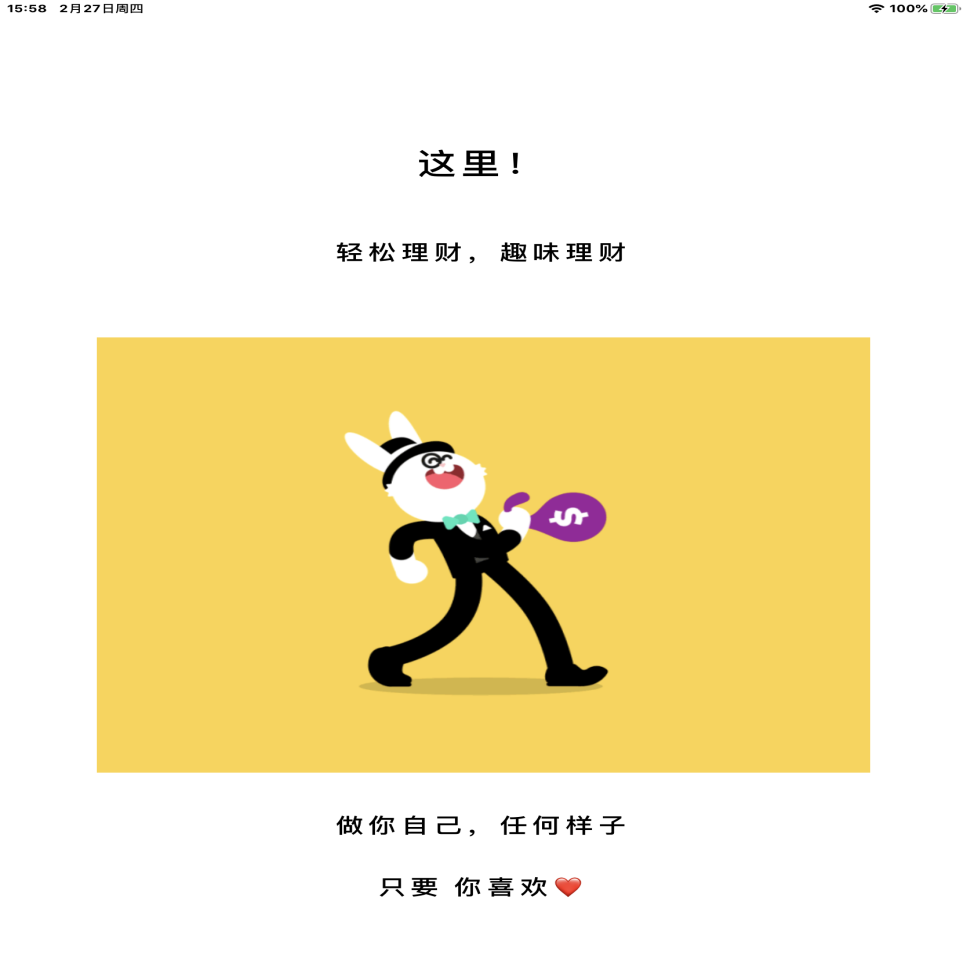 15:58 2月27日周四 100%
这里!
轻松理财, 趣味理财
$
做你自己, 任何样子
只要 你喜欢❤️